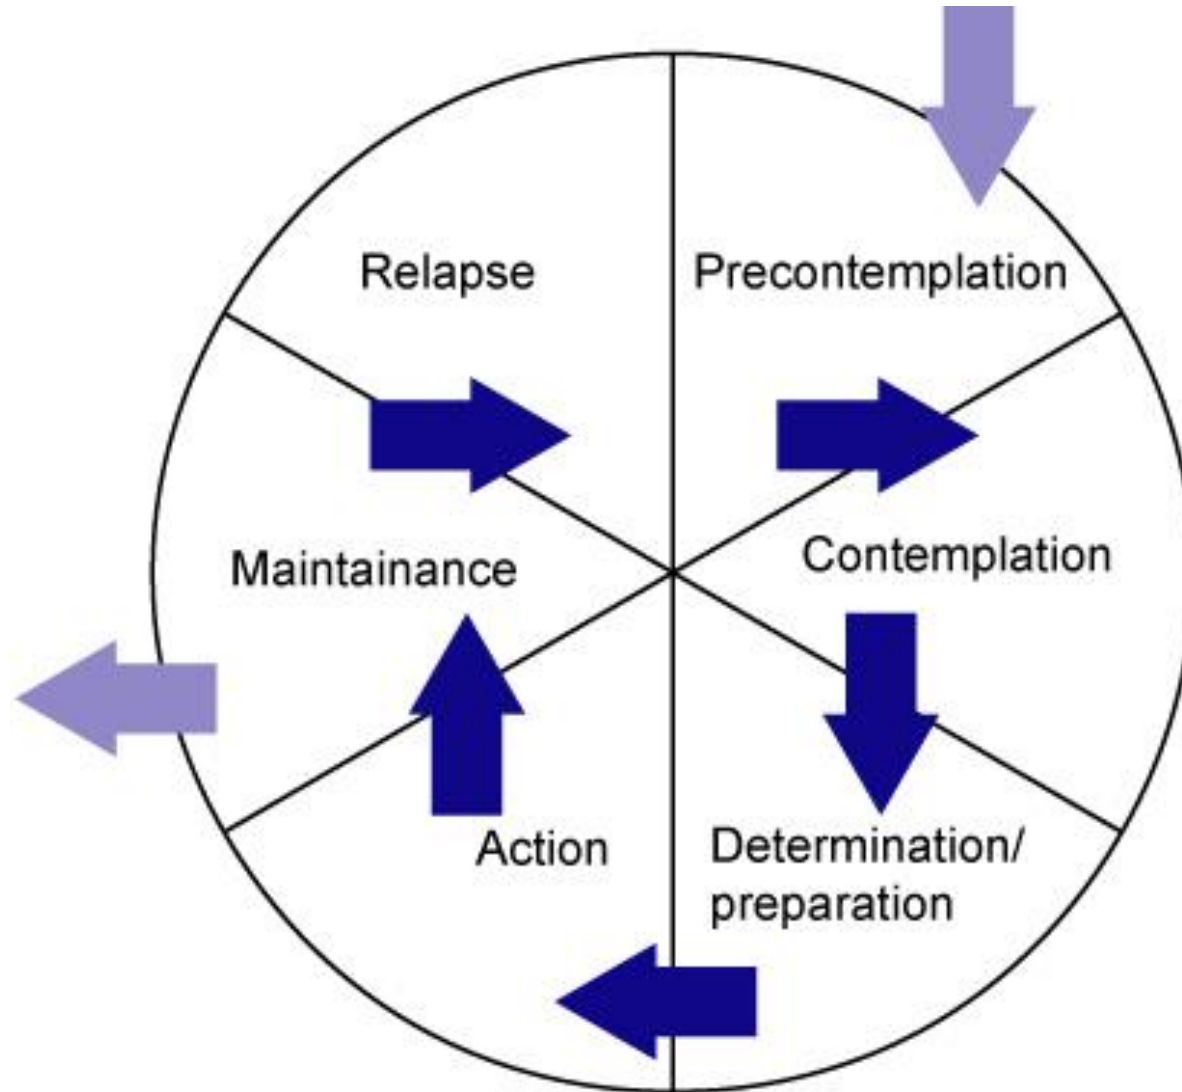 Relapse
Precontemplation
Maintainance
Contemplation
Action
Determination/
preparation